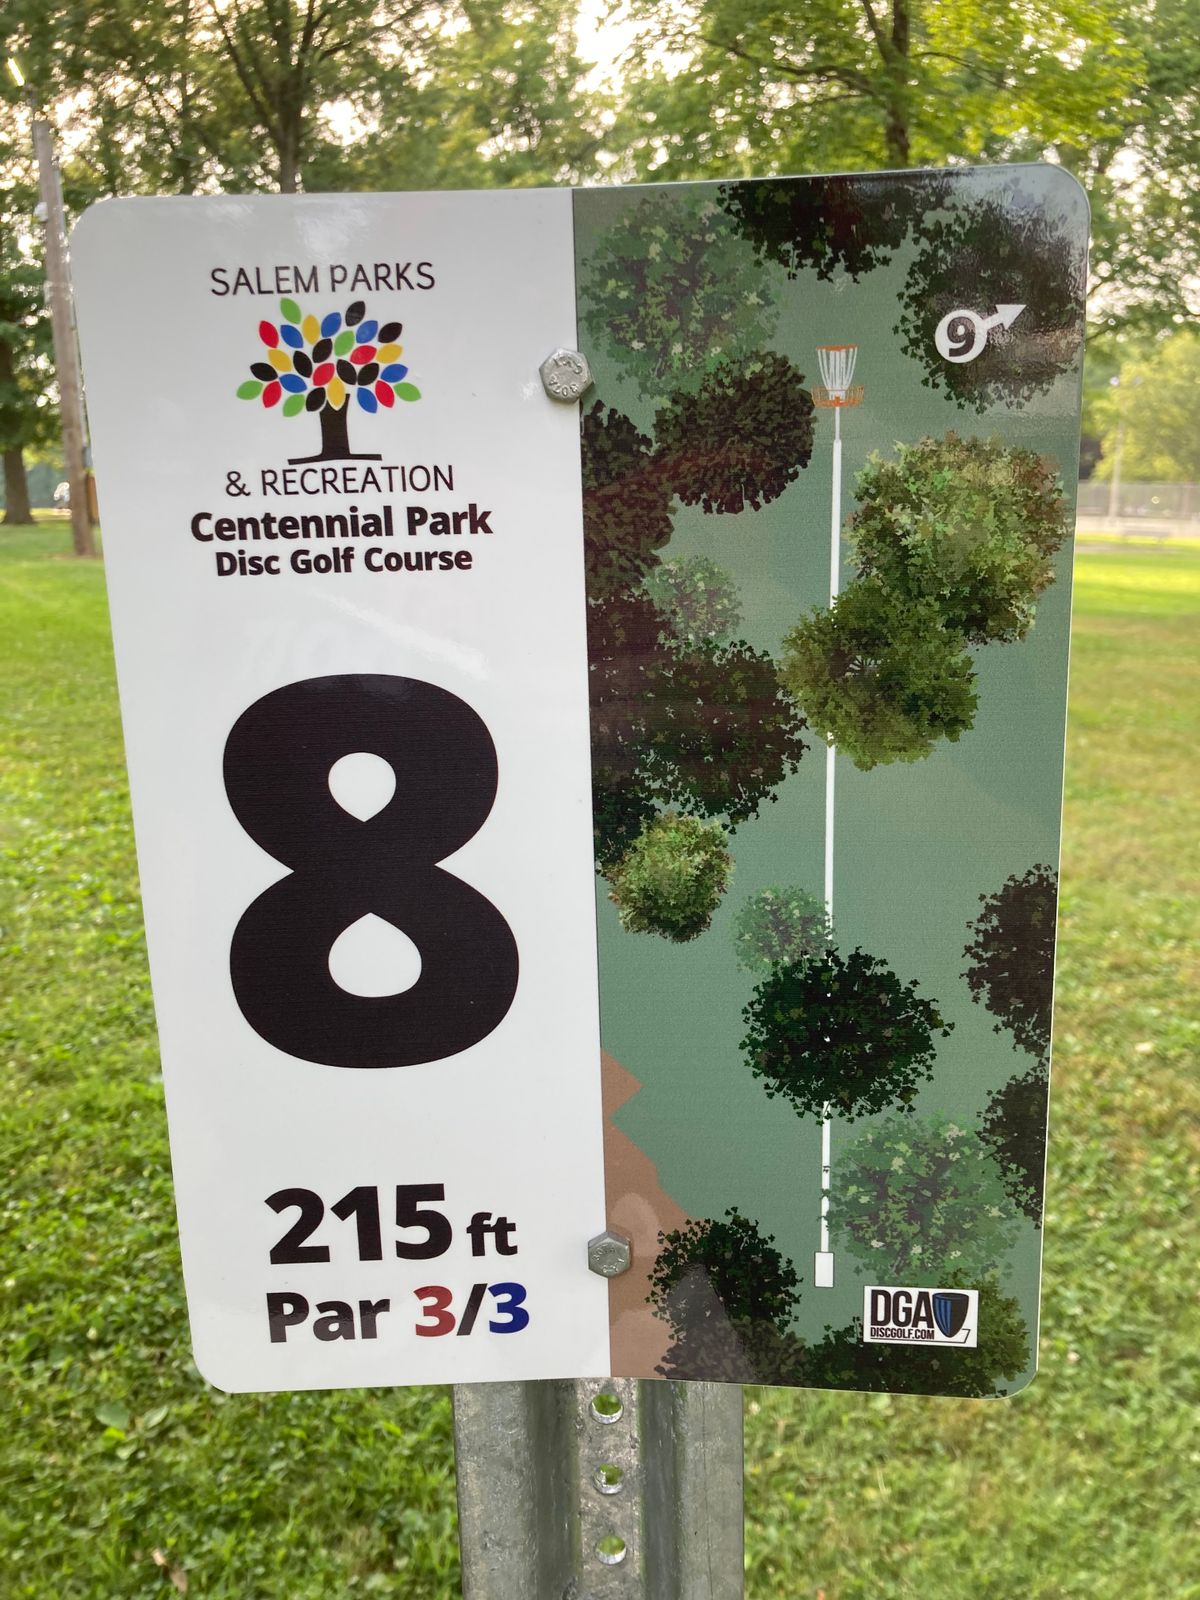 SALEM PARKS
& RECREATION
Centennial Park
Disc Golf Course
8
215 ft
Par 3/3
9
DGA
DISCGOLF.COM